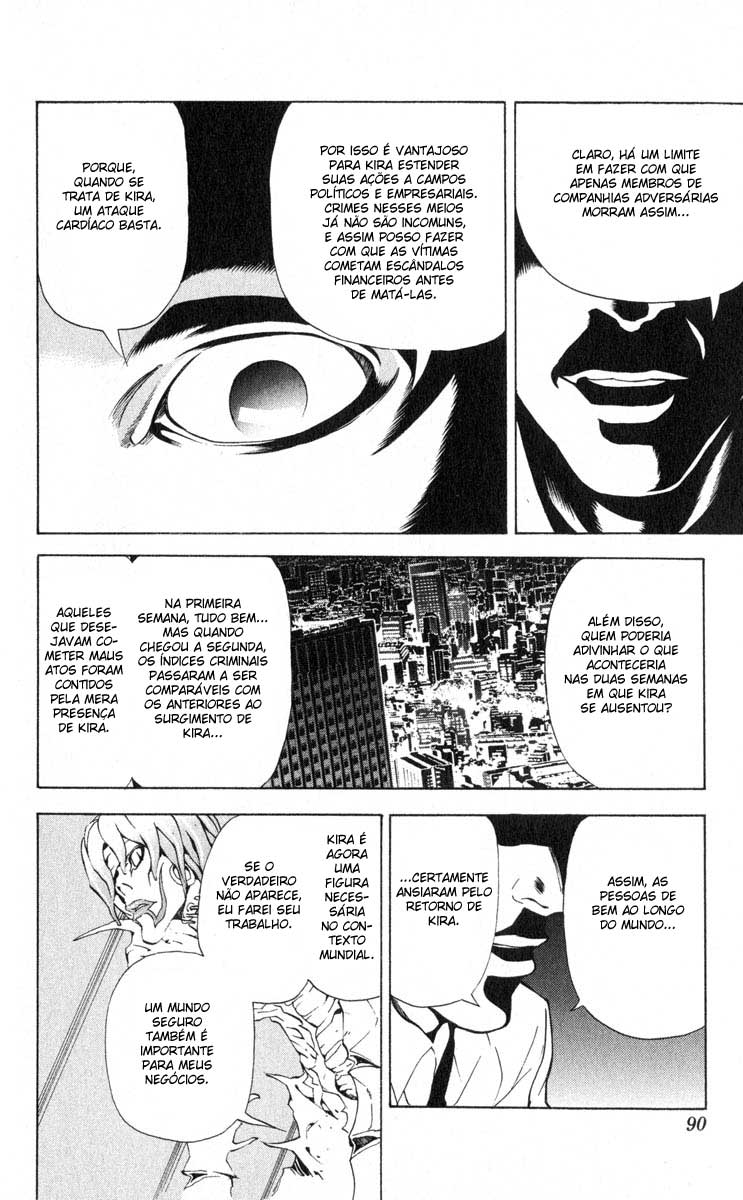 CLARO, HÁ UM LIMITE
EM FAZER COM QUE
APENAS MEMBROS DE
COMPANHIAS ADVERSÁRIAS
MORRAM ASSIM...
POR ISSO É VANTAJOSO
PARA KIRA ESTENDER
SUAS AÇÕES A CAMPOS
POLÍTICOS E EMPRESARIAIS.
CRIMES NESSES MEIOS
JÁ NÃO SÃO INCOMUNS,
E ASSIM POSSO FAZER
COM QUE AS VÍTIMAS
COMETAM ESCÂNDALOS
FINANCEIROS ANTES
DE MATÁ-LAS.
PORQUE,
QUANDO SE
TRATA DE KIRA,
UM ATAQUE
CARDÍACO BASTA.
ALÉM DISSO,
QUEM PODERIA
ADIVINHAR O QUE
ACONTECERIA
NAS DUAS SEMANAS
EM QUE KIRA
SE AUSENTOU?
NA PRIMEIRA
SEMANA, TUDO BEM...
MAS QUANDO
CHEGOU A SEGUNDA,
OS ÍNDICES CRIMINAIS
PASSARAM A SER
COMPARÁVEIS COM
OS ANTERIORES AO
SURGIMENTO DE
KIRA...
AQUELES
QUE DESE-
JAVAM CO-
METER MAUS
ATOS FORAM
CONTIDOS
PELA MERA
PRESENÇA
DE KIRA.
ASSIM, AS
PESSOAS DE
BEM AO LONGO
DO MUNDO...
...CERTAMENTE
ANSIARAM PELO
RETORNO
DE KIRA.
KIRA É
AGORA
UMA
FIGURA
NECES-
SÁRIA
NO CON-
TEXTO
MUNDIAL.
SE O
VERDADEIRO
NÃO APARECE,
EU FAREI SEU
TRABALHO.
UM MUNDO
SEGURO
TAMBÉM É
IMPORTANTE
PARA MEUS
NEGÓCIOS.
90